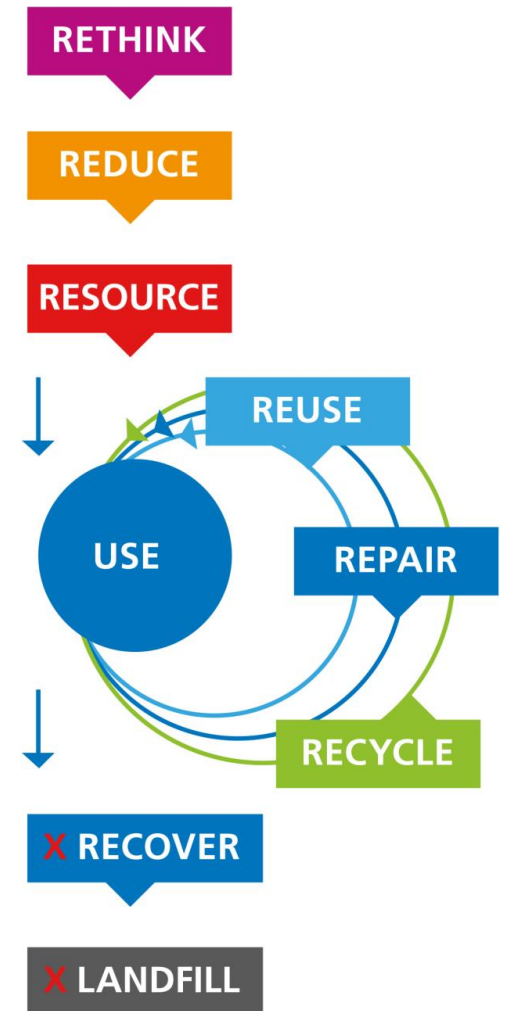 RETHINK
REDUCE
RESOURCE
REUSE
USE
REPAIR
RECYCLE
X RECOVER
X LANDFILL